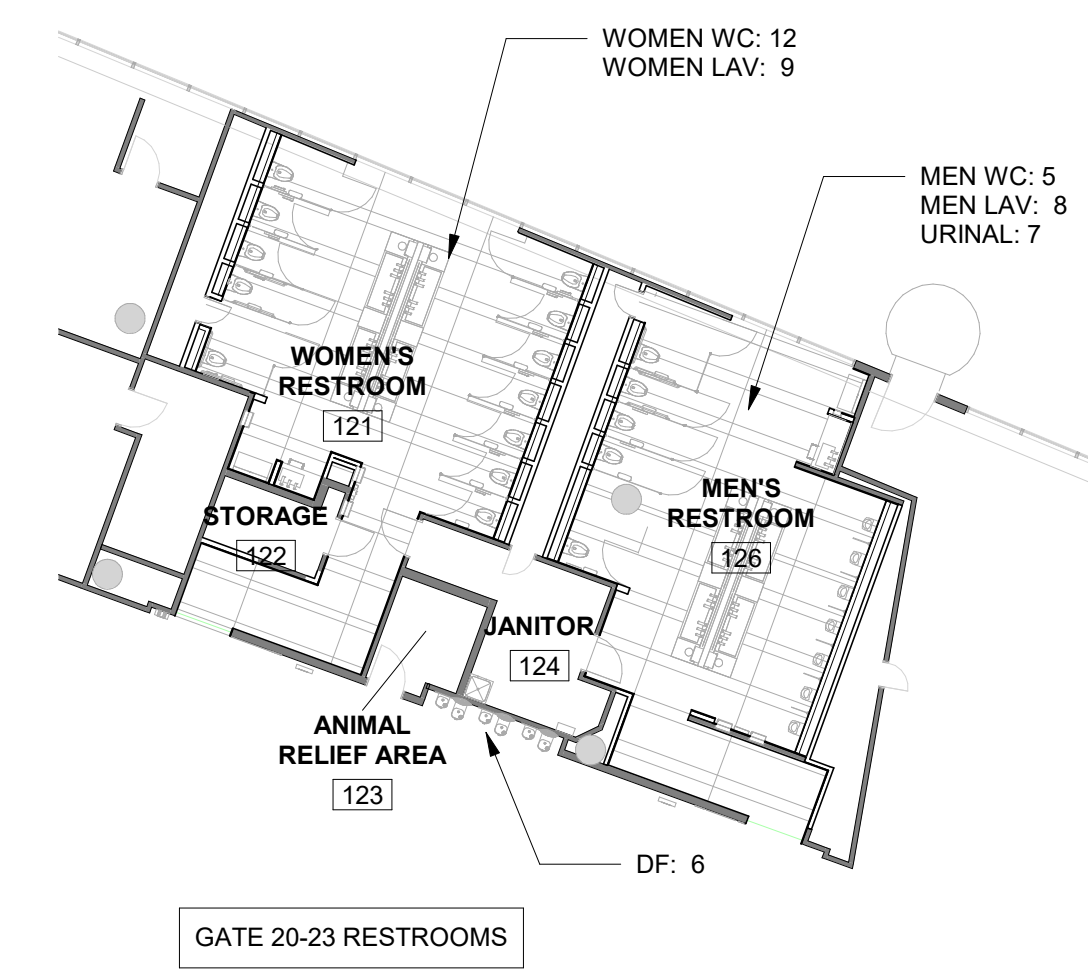 WOMEN WC: 12
WOMEN LAV:  9
MEN WC: 5
MEN LAV:  8
URINAL: 7
WOMEN'S
RESTROOM
121
STORAGE
122
MEN'S
RESTROOM
126
JANITOR
124
ANIMAL
RELIEF AREA
123
DF:  6
GATE 20-23 RESTROOMS